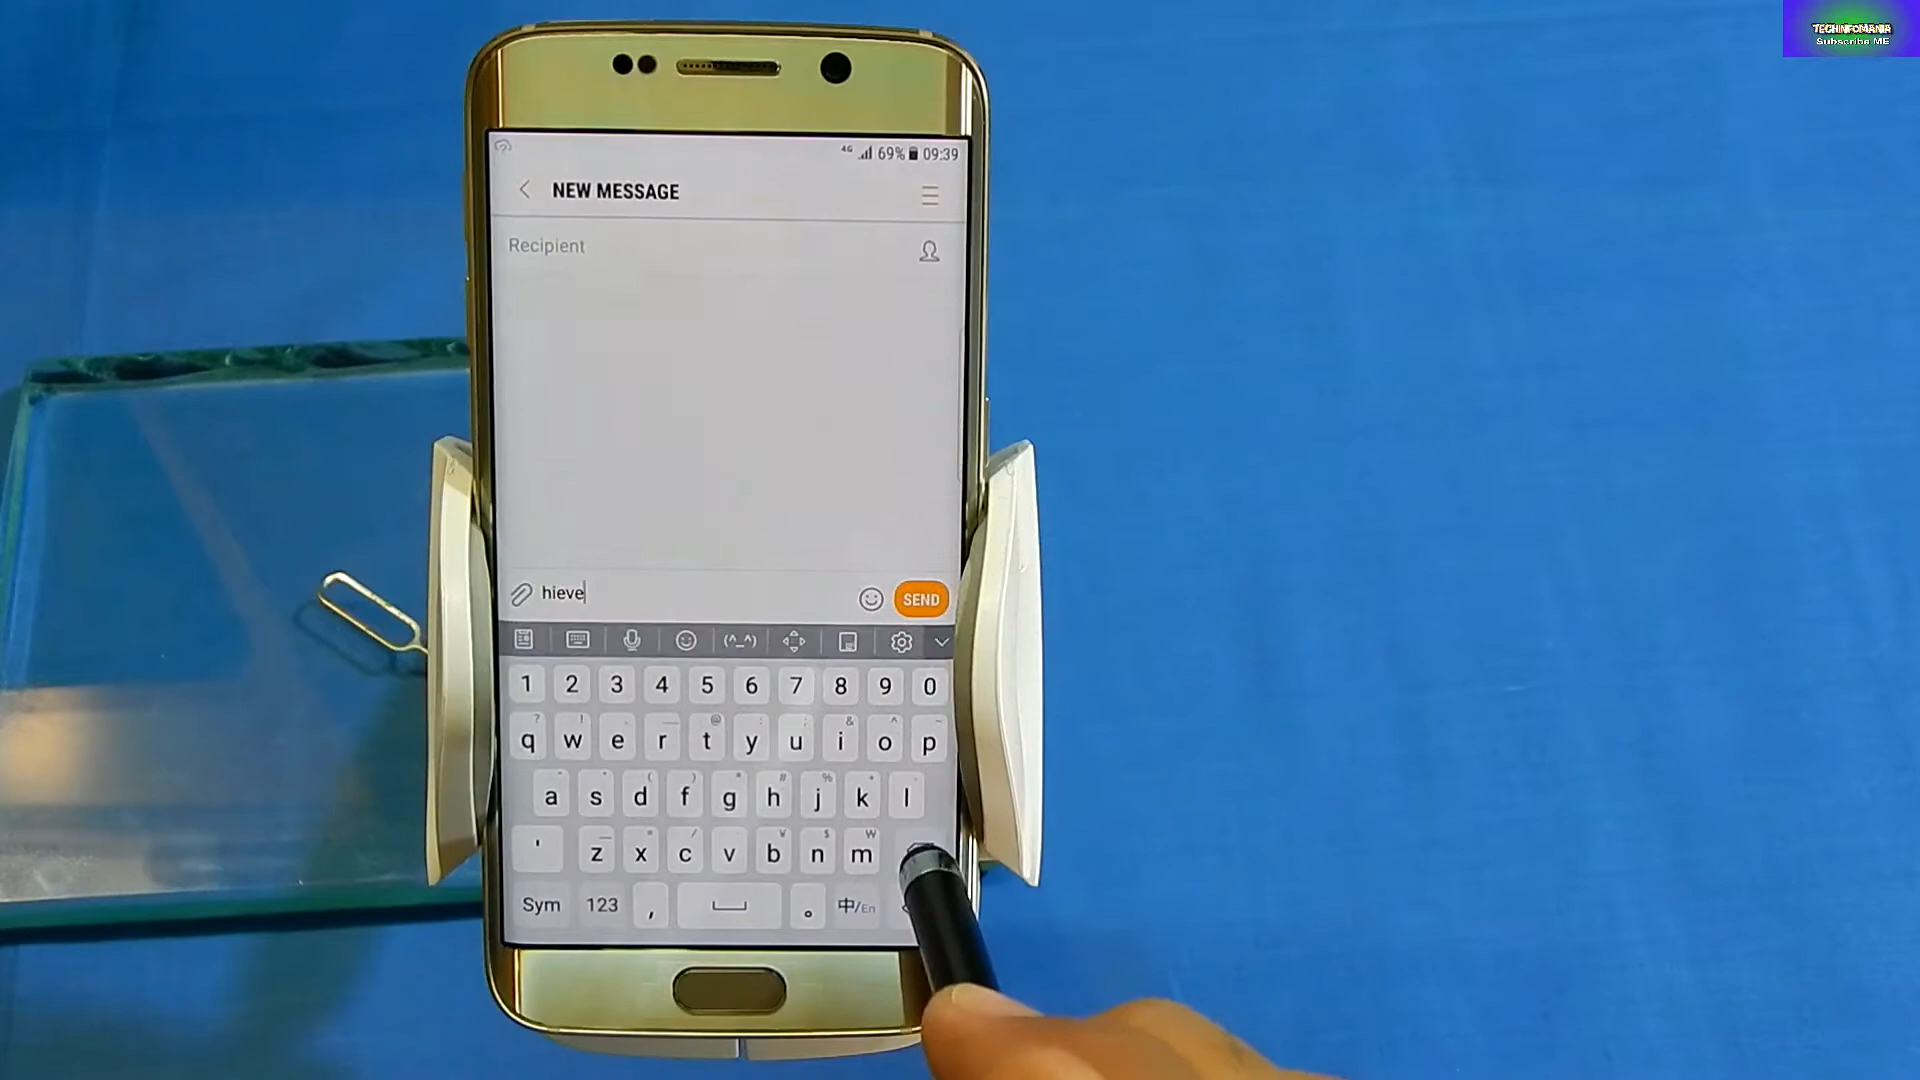 TECHINFOMANIA
Subscribe ME
4G 69% 09:39
NEW MESSAGE
Recipient
hieve
SEND
(^_^)
1 2 3 4 5 6 7 8 9 0
q w e r t y u i o p
a s d f g h j k l
' z x c v b n m
Sym 123 , 。 中/En